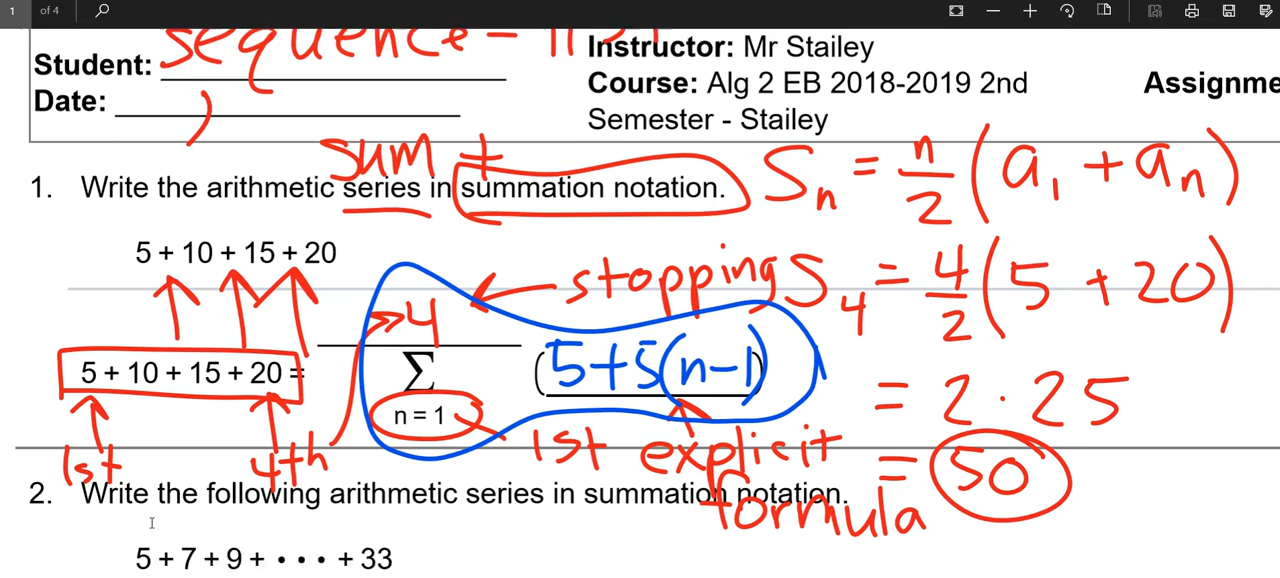 1 of 4
sequence -
Student:
Instructor: Mr Stailey
Course: Alg 2 EB 2018-2019 2nd
Assignme
Date: ,
Semester - Stailey
sum +
1. Write the arithmetic series in summation notation.
Sₙ = n/2 (a₁ + aₙ)
5 + 10 + 15 + 20
stopping
S₄ = 4/2 (5 + 20)
4
5 + 10 + 15 + 20 =
Σ (5+5(n-1))
= 2 · 25
n = 1
1st 4th
1st explicit
formula
= 50
2. Write the following arithmetic series in summation notation.
5 + 7 + 9 + • • • + 33